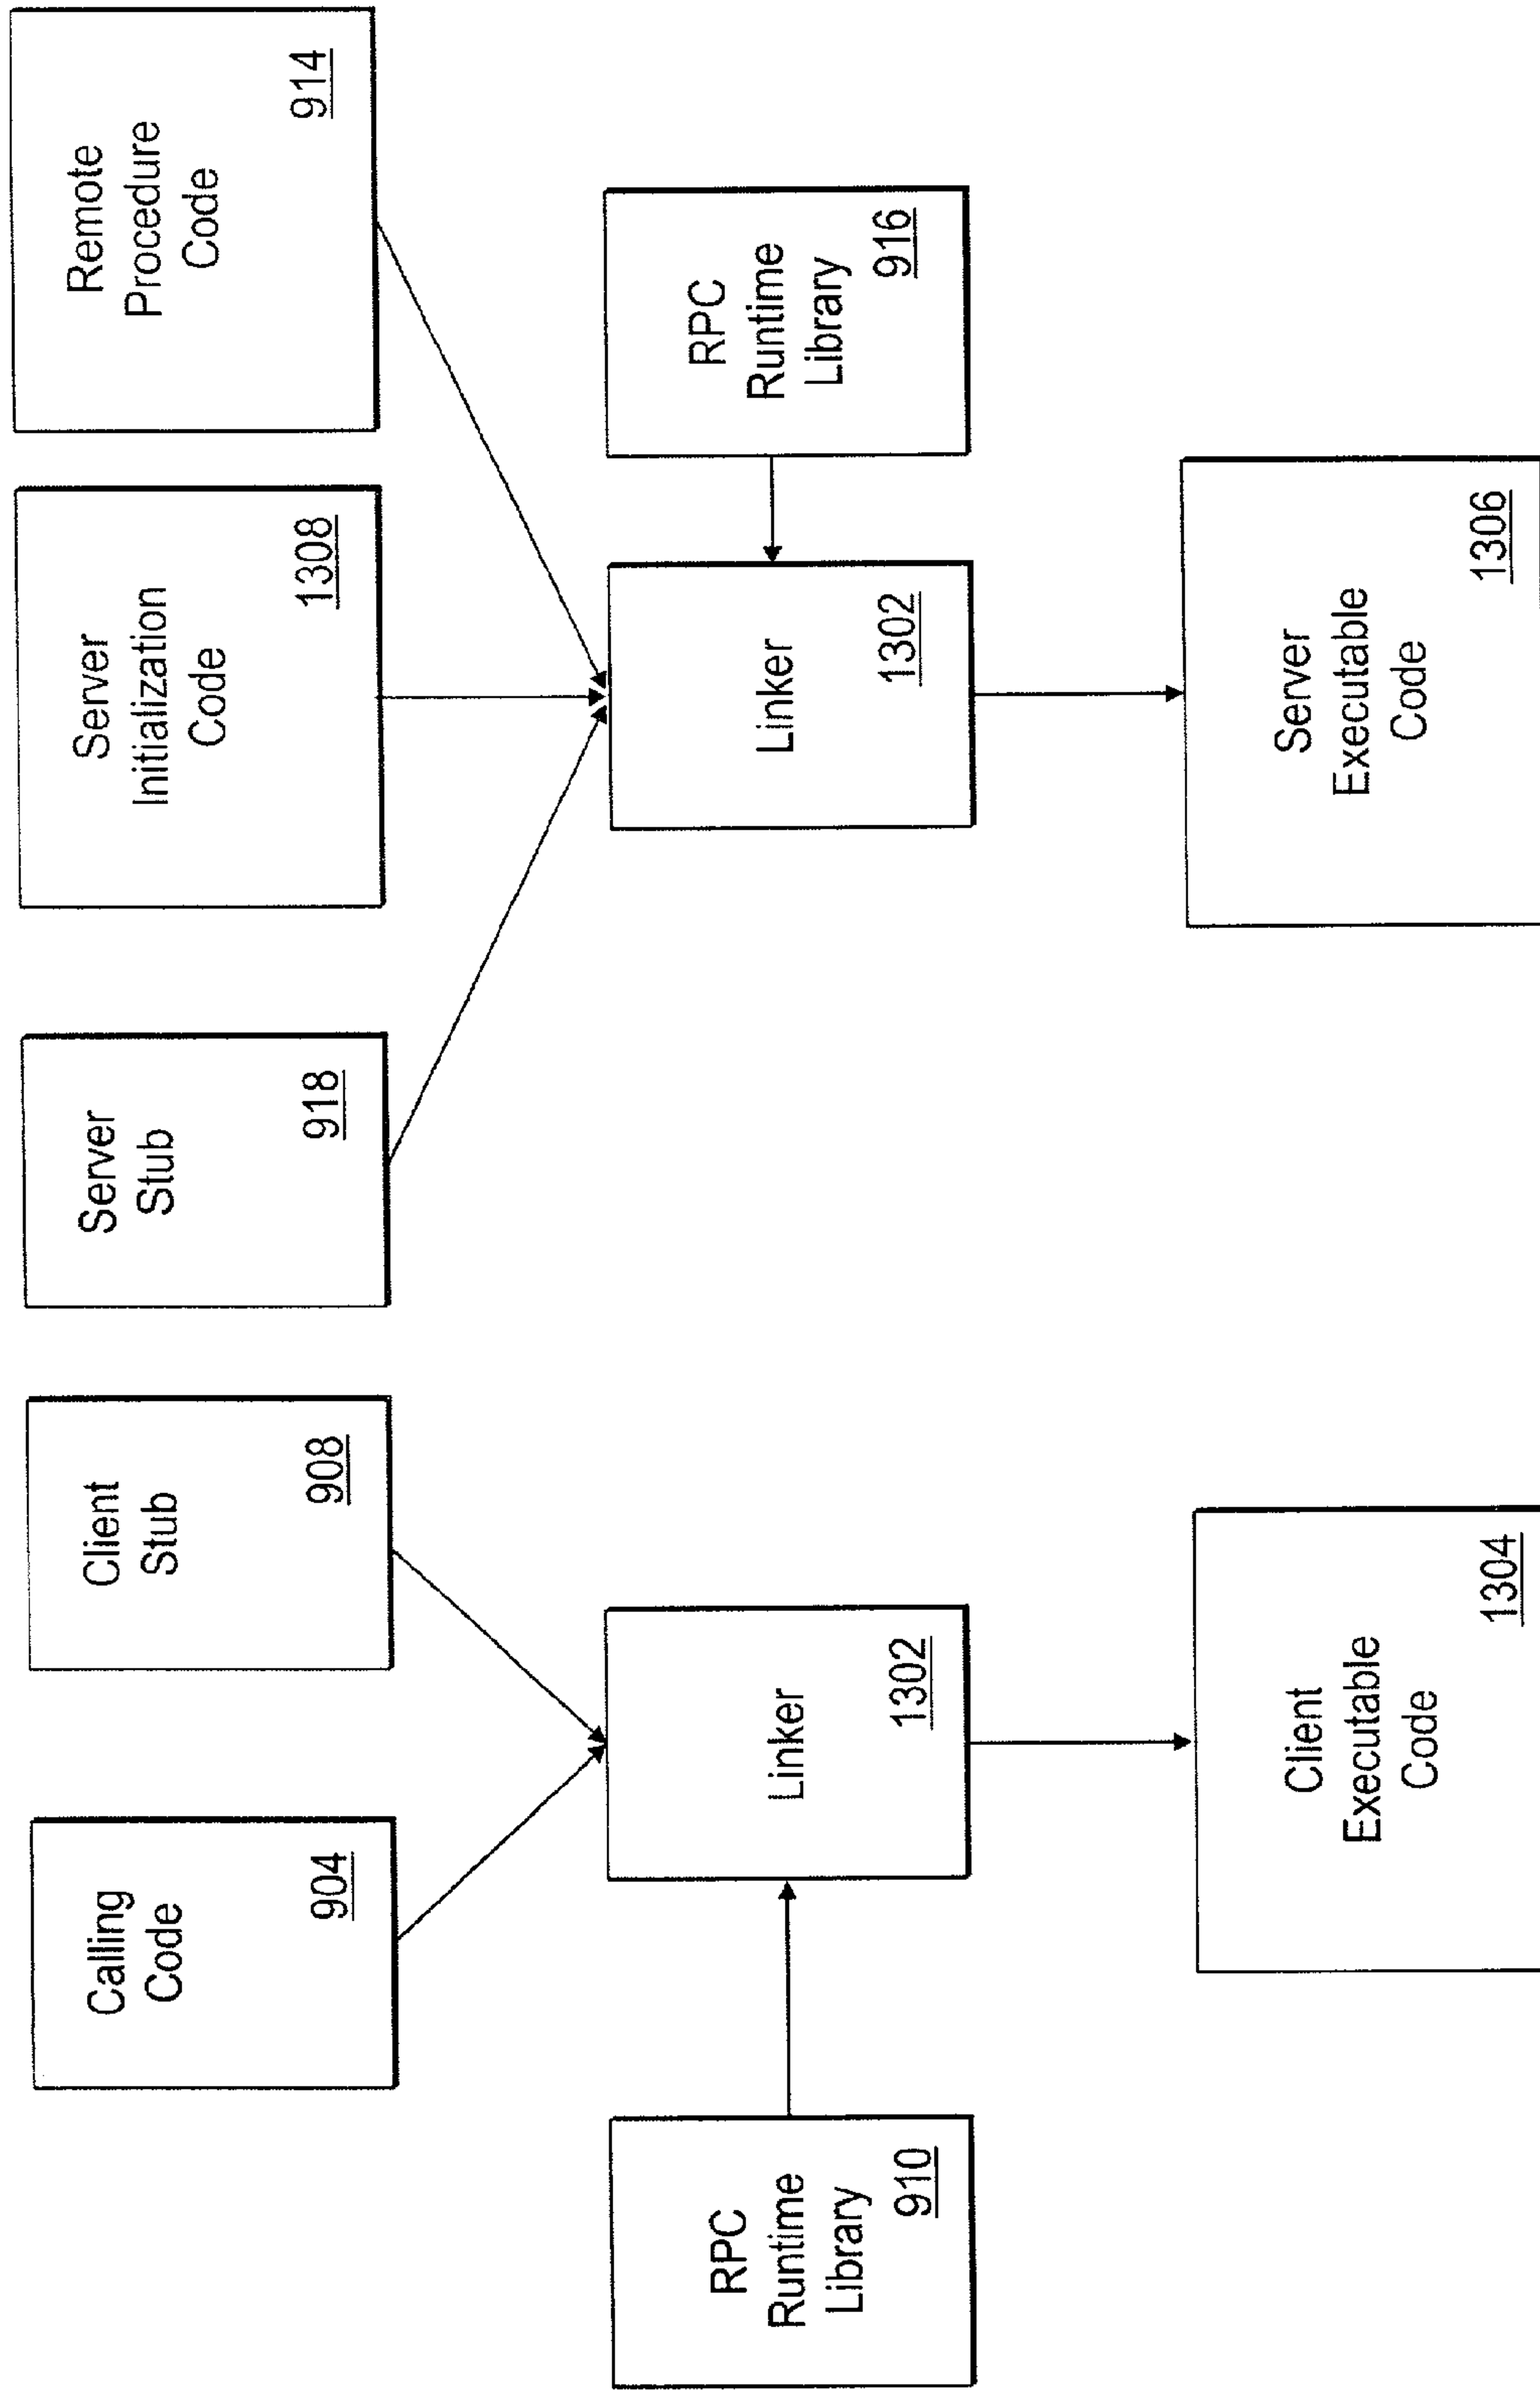 Calling
Code
904
Client
Stub
908
Server
Stub
918
Server
Initialization
Code
1308
Remote
Procedure
Code
914
RPC
Runtime
Library
910
Linker
1302
Linker
1302
RPC
Runtime
Library
916
Client
Executable
Code
1304
Server
Executable
Code
1306